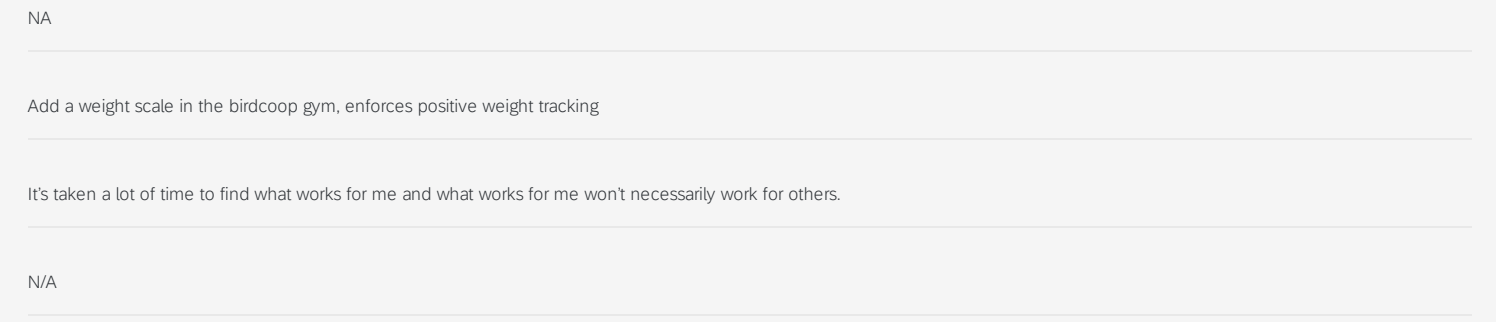 NA
Add a weight scale in the birdcoop gym, enforces positive weight tracking
It's taken a lot of time to find what works for me and what works for me won't necessarily work for others.
N/A